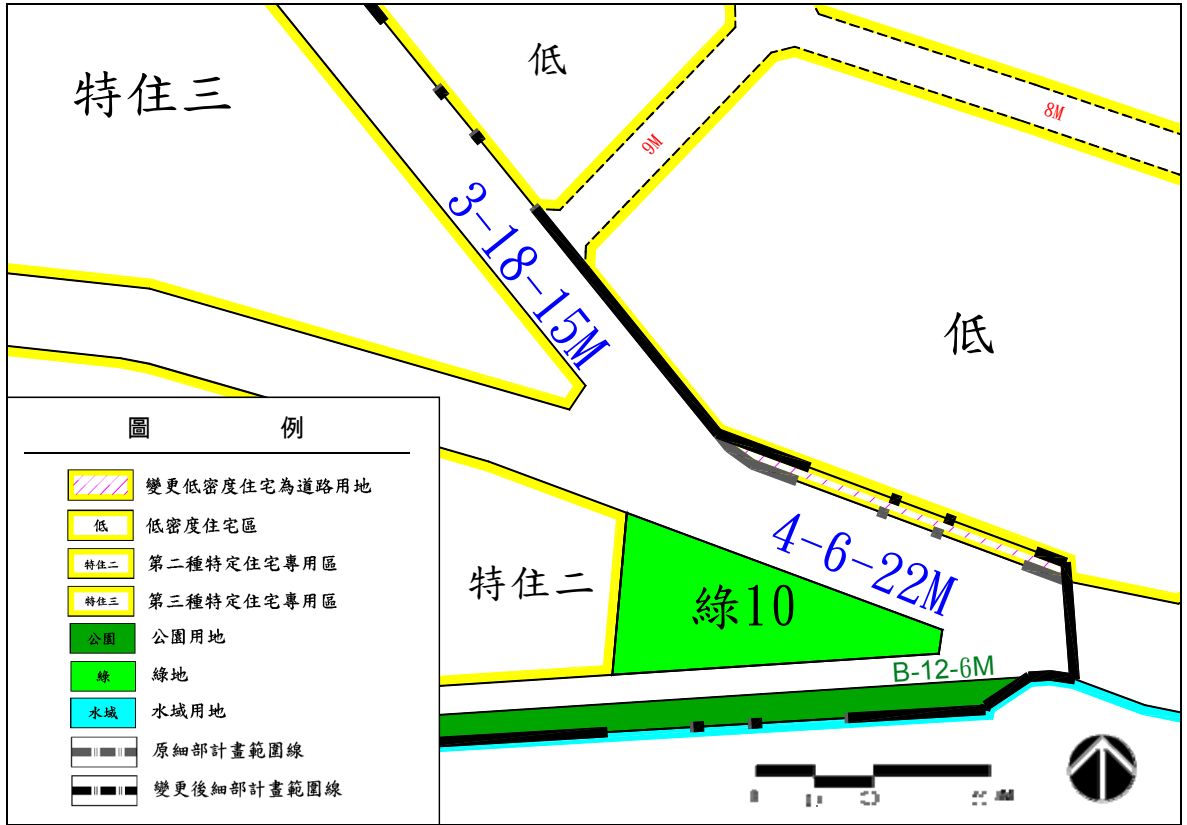 特住三
低
8M
9M
3-18-15M
低
4-6-22M
特住二
綠10
B-12-6M
圖 例
變更低密度住宅為道路用地
低 低密度住宅區
特住二 第二種特定住宅專用區
特住三 第三種特定住宅專用區
公園 公園用地
綠 綠地
水域 水域用地
原細部計畫範圍線
變更後細部計畫範圍線